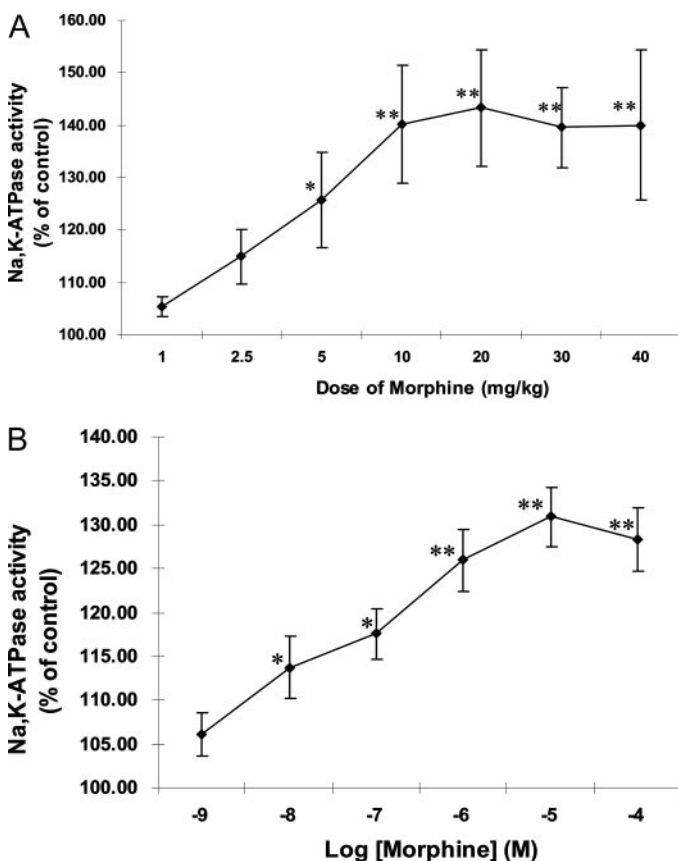 A
160.00
150.00
140.00
130.00
120.00
110.00
100.00
Na,K-ATPase activity
(% of control)
*
**
**
**
**
1 2.5 5 10 20 30 40
Dose of Morphine (mg/kg)
B
140.00
135.00
130.00
125.00
120.00
115.00
110.00
105.00
100.00
Na,K-ATPase activity
(% of control)
*
*
**
**
**
-9 -8 -7 -6 -5 -4
Log [Morphine] (M)